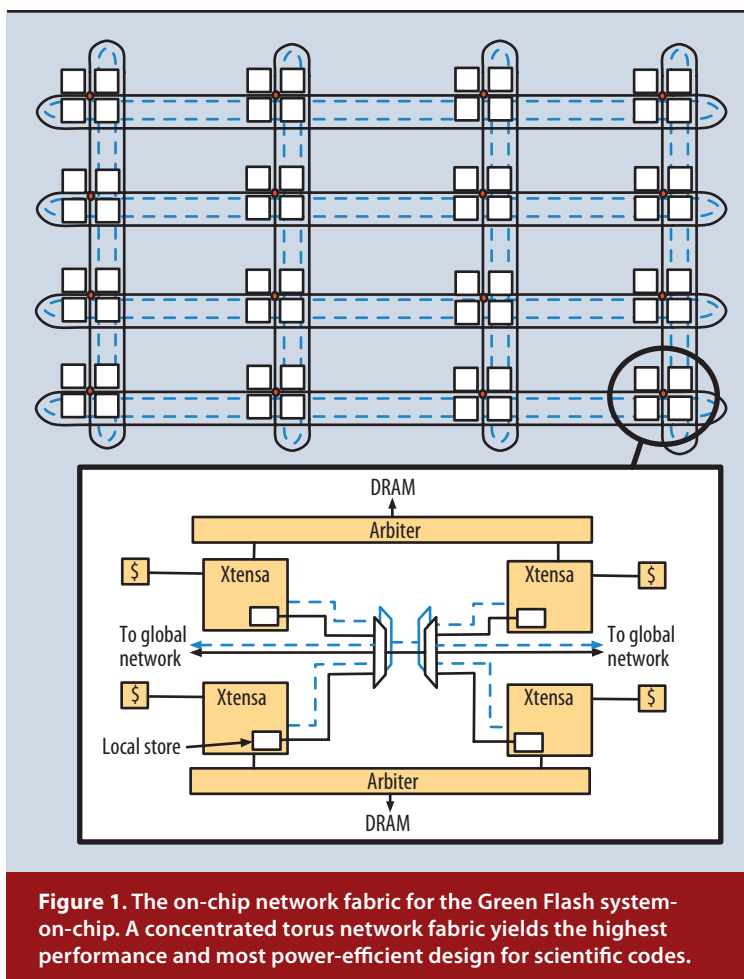 DRAM
Arbiter
$
Xtensa
Xtensa
$
To global
network
To global
network
$
Xtensa
Xtensa
$
Local store
Arbiter
DRAM
Figure 1. The on-chip network fabric for the Green Flash system-
on-chip. A concentrated torus network fabric yields the highest
performance and most power-efficient design for scientific codes.